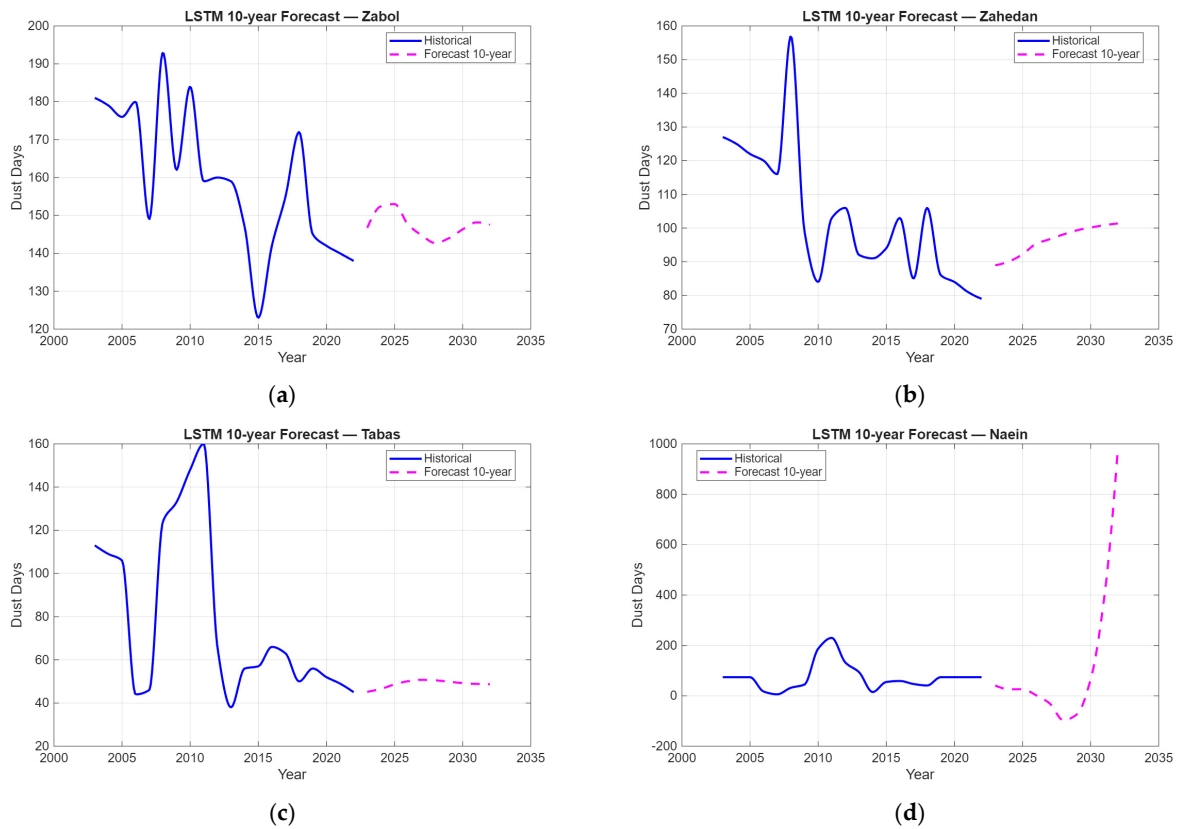 LSTM 10-year Forecast — Zabol
Historical
Forecast 10-year
200
190
180
170
160
150
140
130
120
Dust Days
2000 2005 2010 2015 2020 2025 2030 2035
Year
(a)
LSTM 10-year Forecast — Zahedan
Historical
Forecast 10-year
160
150
140
130
120
110
100
90
80
70
Dust Days
2000 2005 2010 2015 2020 2025 2030 2035
Year
(b)
LSTM 10-year Forecast — Tabas
Historical
Forecast 10-year
160
140
120
100
80
60
40
20
Dust Days
2000 2005 2010 2015 2020 2025 2030 2035
Year
(c)
LSTM 10-year Forecast — Naein
Historical
Forecast 10-year
1000
800
600
400
200
0
-200
Dust Days
2000 2005 2010 2015 2020 2025 2030 2035
Year
(d)